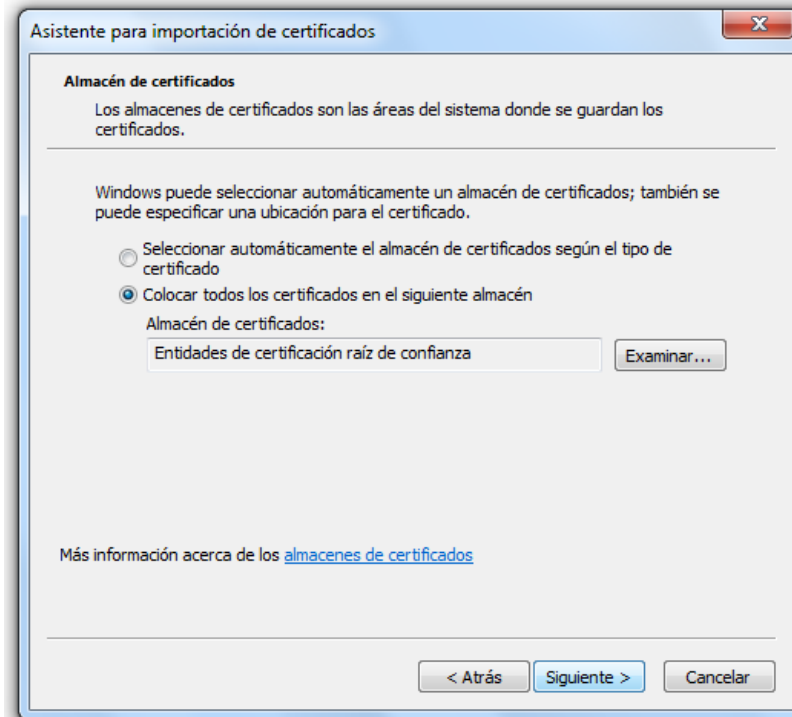 Asistente para importación de certificados
X
Almacén de certificados
Los almacenes de certificados son las áreas del sistema donde se guardan los
certificados.
Windows puede seleccionar automáticamente un almacén de certificados; también se
puede especificar una ubicación para el certificado.
Seleccionar automáticamente el almacén de certificados según el tipo de
certificado
Colocar todos los certificados en el siguiente almacén
Almacén de certificados:
Entidades de certificación raíz de confianza
Examinar...
Más información acerca de los almacenes de certificados
< Atrás
Siguiente >
Cancelar